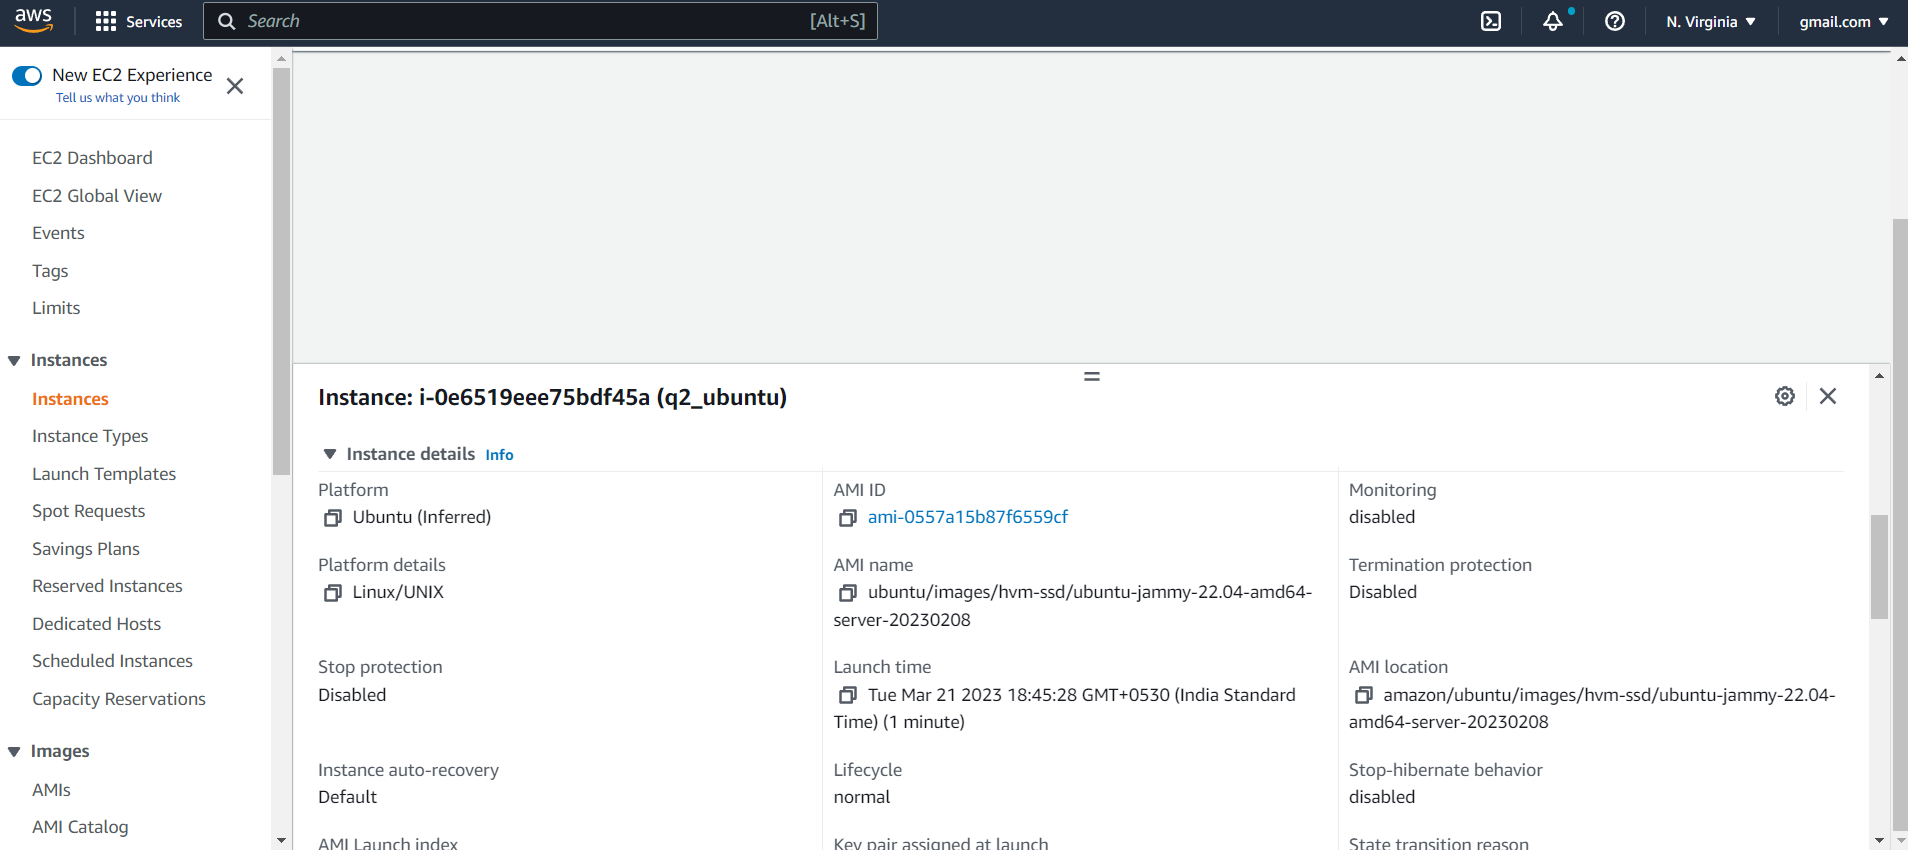 aws Services Search [Alt+S] N. Virginia gmail.com
New EC2 Experience
Tell us what you think
EC2 Dashboard
EC2 Global View
Events
Tags
Limits
Instances
Instances
Instance Types
Launch Templates
Spot Requests
Savings Plans
Reserved Instances
Dedicated Hosts
Scheduled Instances
Capacity Reservations
Images
AMIs
AMI Catalog
Instance: i-0e6519eee75bdf45a (q2_ubuntu)
Instance details Info
Platform
Ubuntu (Inferred)
AMI ID
ami-0557a15b87f6559cf
Monitoring
disabled
Platform details
Linux/UNIX
AMI name
ubuntu/images/hvm-ssd/ubuntu-jammy-22.04-amd64-
server-20230208
Termination protection
Disabled
Stop protection
Disabled
Launch time
Tue Mar 21 2023 18:45:28 GMT+0530 (India Standard
Time) (1 minute)
AMI location
amazon/ubuntu/images/hvm-ssd/ubuntu-jammy-22.04-
amd64-server-20230208
Instance auto-recovery
Default
Lifecycle
normal
Stop-hibernate behavior
disabled
AMI Launch index
Key pair assigned at launch
State transition reason